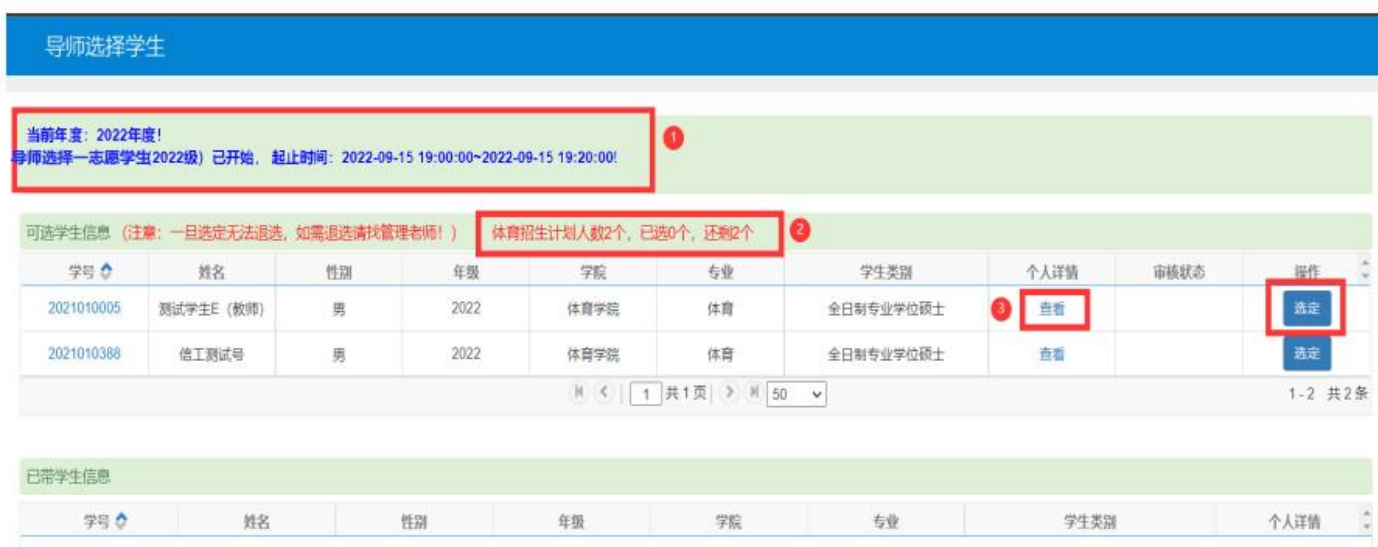 导师选择学生
当前年度：2022年度！
导师选择一志愿学生(2022级）已开始，起止时间：2022-09-15 19:00:00~2022-09-15 19:20:00!
1
可选学生信息（注意：一旦选定无法退选，如需退选请找管理老师！） 体育招生计划人数2个，已选0个，还剩2个 2
学号 姓名 性别 年级 学院 专业 学生类别 个人详情 审核状态 操作
2021010005 测试学生E（教师） 男 2022 体育学院 体育 全日制专业学位硕士 3 查看 选定
2021010388 信工测试号 男 2022 体育学院 体育 全日制专业学位硕士 查看 选定
1 共1页 50 1-2 共2条
已带学生信息
学号 姓名 性别 年级 学院 专业 学生类别 个人详情